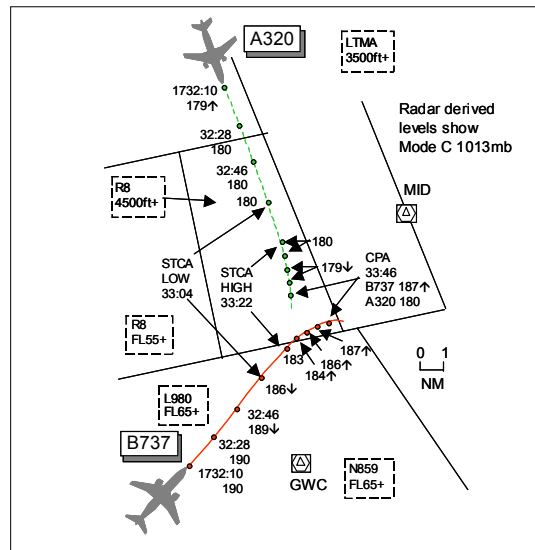 A320
LTMA
3500ft+
1732:10
179↑
Radar derived
levels show
Mode C 1013mb
32:28
180
32:46
180
R8
4500ft+
MID
180
180
STCA
LOW
33:04
STCA
HIGH
33:22
179↓
CPA
33:46
B737 187↑
A320 180
R8
FL55+
183
187↑
186↑
184↑
0 1
NM
186↓
L980
FL65+
32:46
189↓
B737
32:28
190
1732:10
190
GWC
N859
FL65+